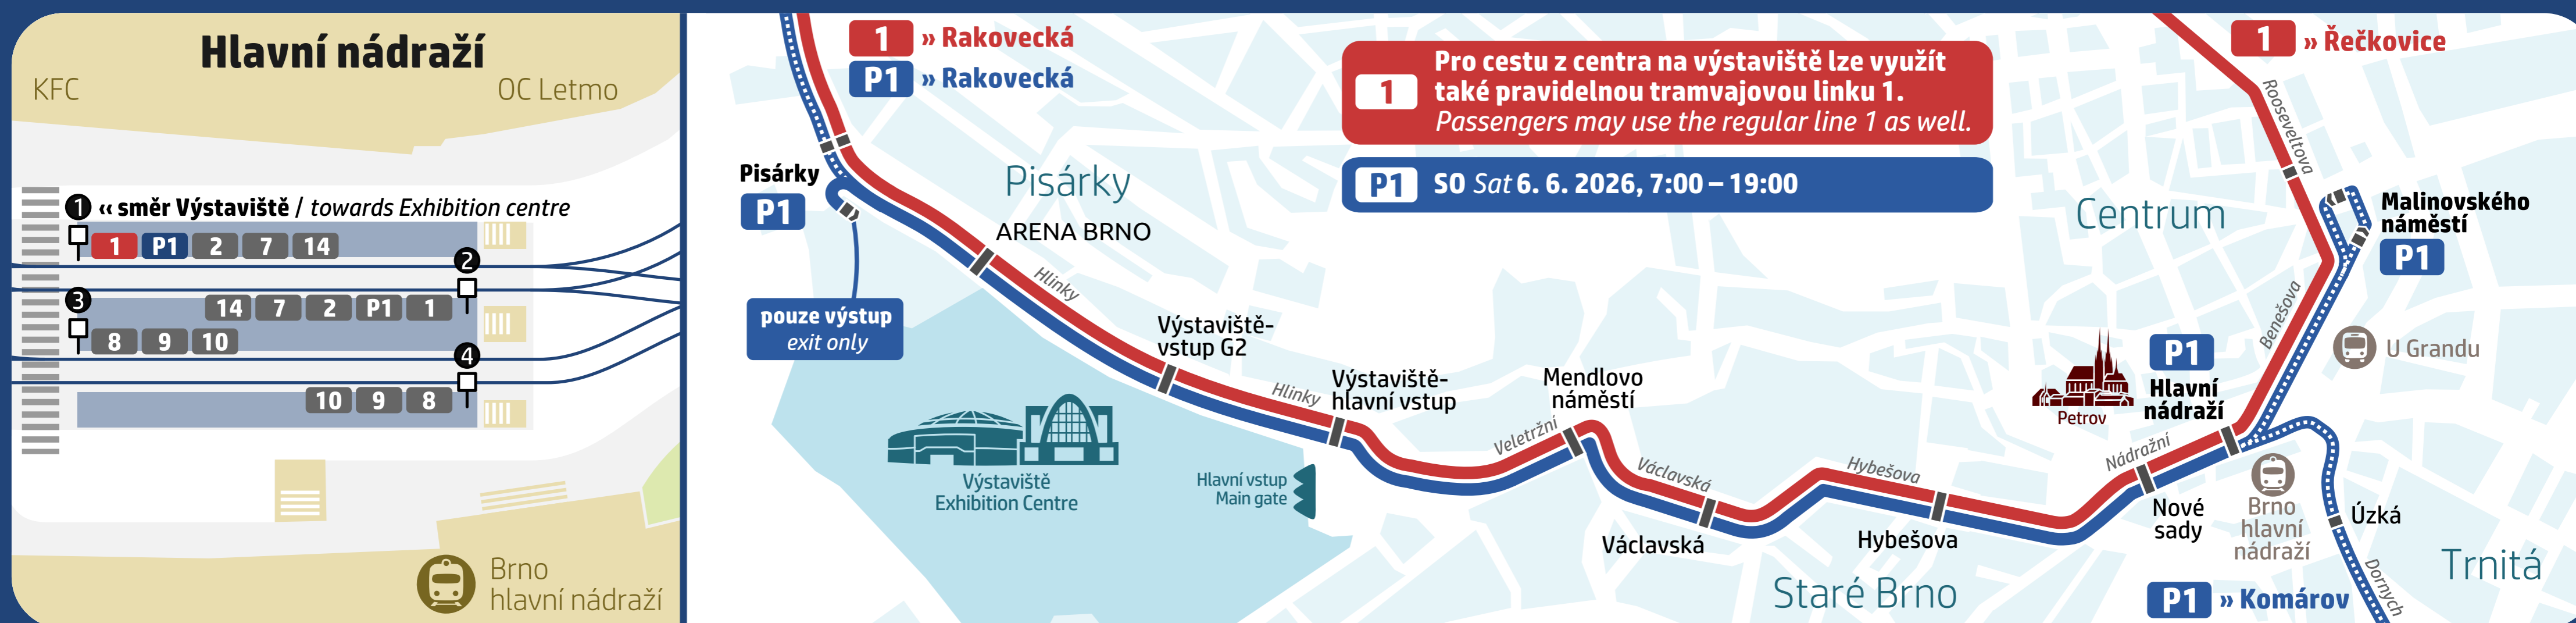 Hlavní nádraží
KFC
OC Letmo
1 « směr Výstaviště / towards Exhibition centre
1 P1 2 7 14
2
14 7 2 P1 1
3
8 9 10
4
10 9 8
Brno
hlavní nádraží
1 » Rakovecká
P1 » Rakovecká
Pisárky
P1
pouze výstup
exit only
Pisárky
ARENA BRNO
Hlinky
Výstaviště-
vstup G2
Hlinky
Výstaviště-
hlavní vstup
Výstaviště
Exhibition Centre
Hlavní vstup
Main gate
1
Pro cestu z centra na výstaviště lze využít
také pravidelnou tramvajovou linku 1.
Passengers may use the regular line 1 as well.
P1 SO Sat 6. 6. 2026, 7:00 – 19:00
Veletržní
Mendlovo
náměstí
Václavská
Václavská
Hybešova
Hybešova
Staré Brno
Nádražní
Nové
sady
Petrov
P1
Hlavní
nádraží
Centrum
1 » Řečkovice
Rooseveltova
Malinovského
náměstí
P1
Benešova
U Grandu
Brno
hlavní
nádraží
Úzká
Trnitá
Dornych
P1 » Komárov